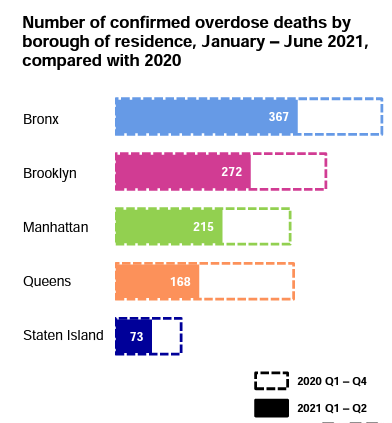 Number of confirmed overdose deaths by
borough of residence, January – June 2021,
compared with 2020
Bronx
367
Brooklyn
272
Manhattan
215
Queens
168
Staten Island
73
2020 Q1 – Q4
2021 Q1 – Q2